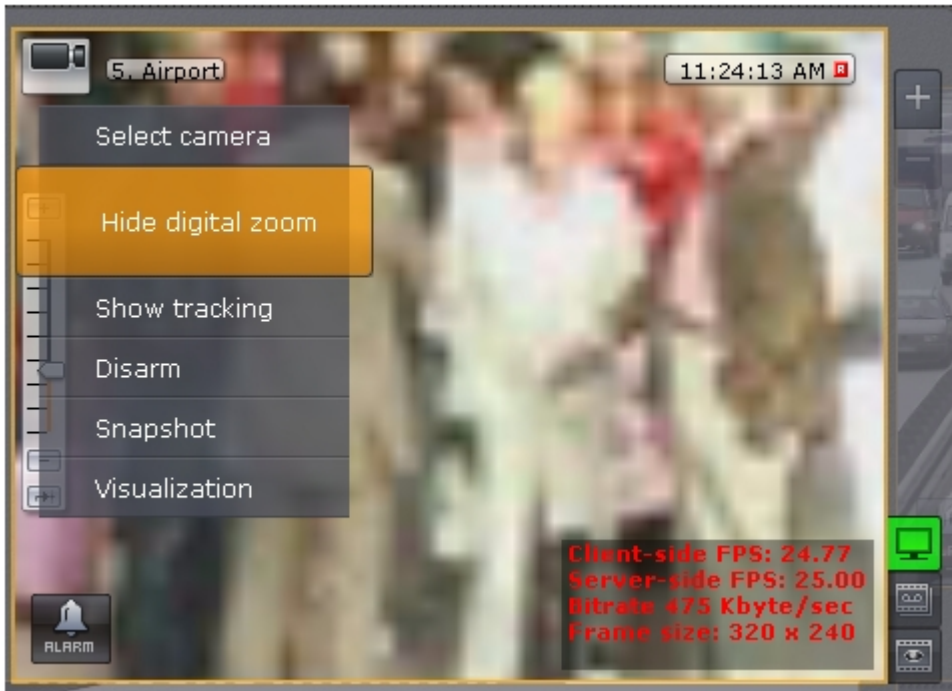 5. Airport
11:24:13 AM R
Select camera
Hide digital zoom
Show tracking
Disarm
Snapshot
Visualization
Client-side FPS: 24.77
Server-side FPS: 25.00
Bitrate 475 Kbyte/sec
Frame size: 320 x 240
ALARM